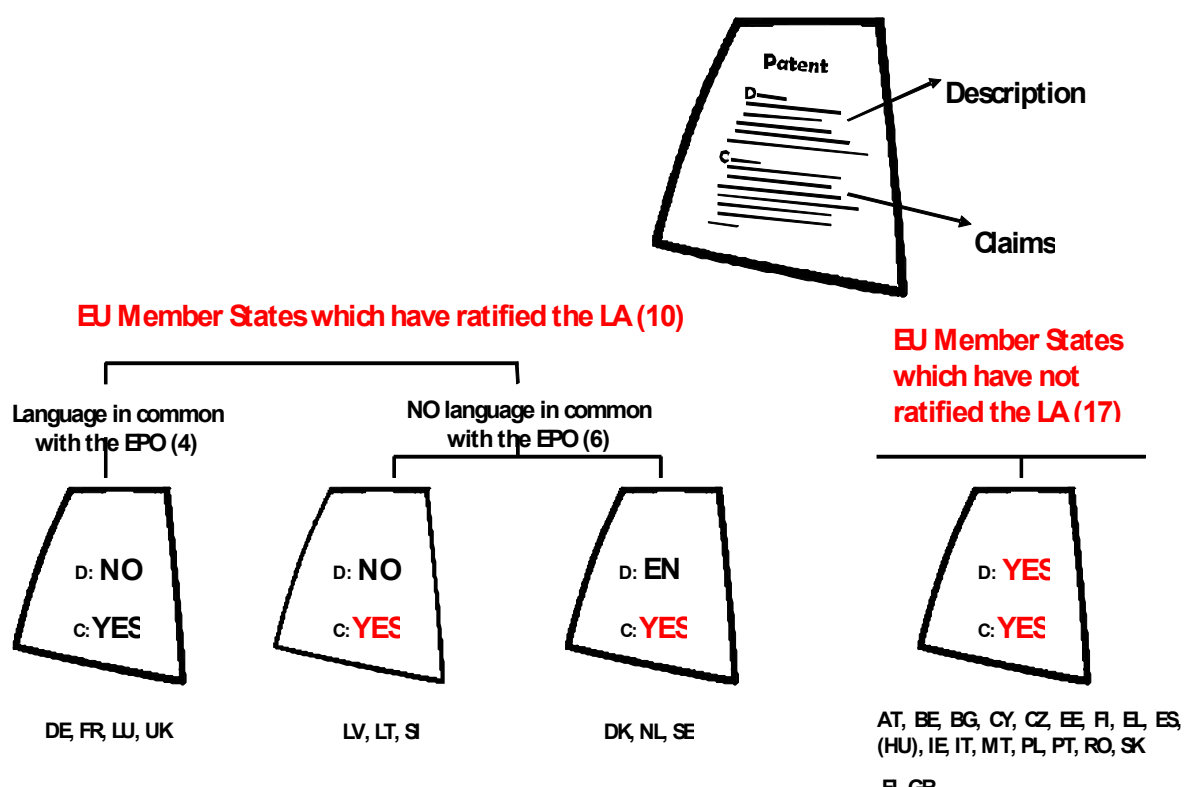 Patent
D
Description
C
Claims
EU Member States which have ratified the LA (10)
EU Member States
which have not
ratified the LA (17)
Language in common
with the EPO (4)
NO language in common
with the EPO (6)
D: NO
C: YES
D: NO
C: YES
D: EN
C: YES
D: YES
C: YES
DE, FR, LU, UK
LV, LT, SI
DK, NL, SE
AT, BE, BG, CY, CZ, EE, FI, EL, ES,
(HU), IE, IT, MT, PL, PT, RO, SK